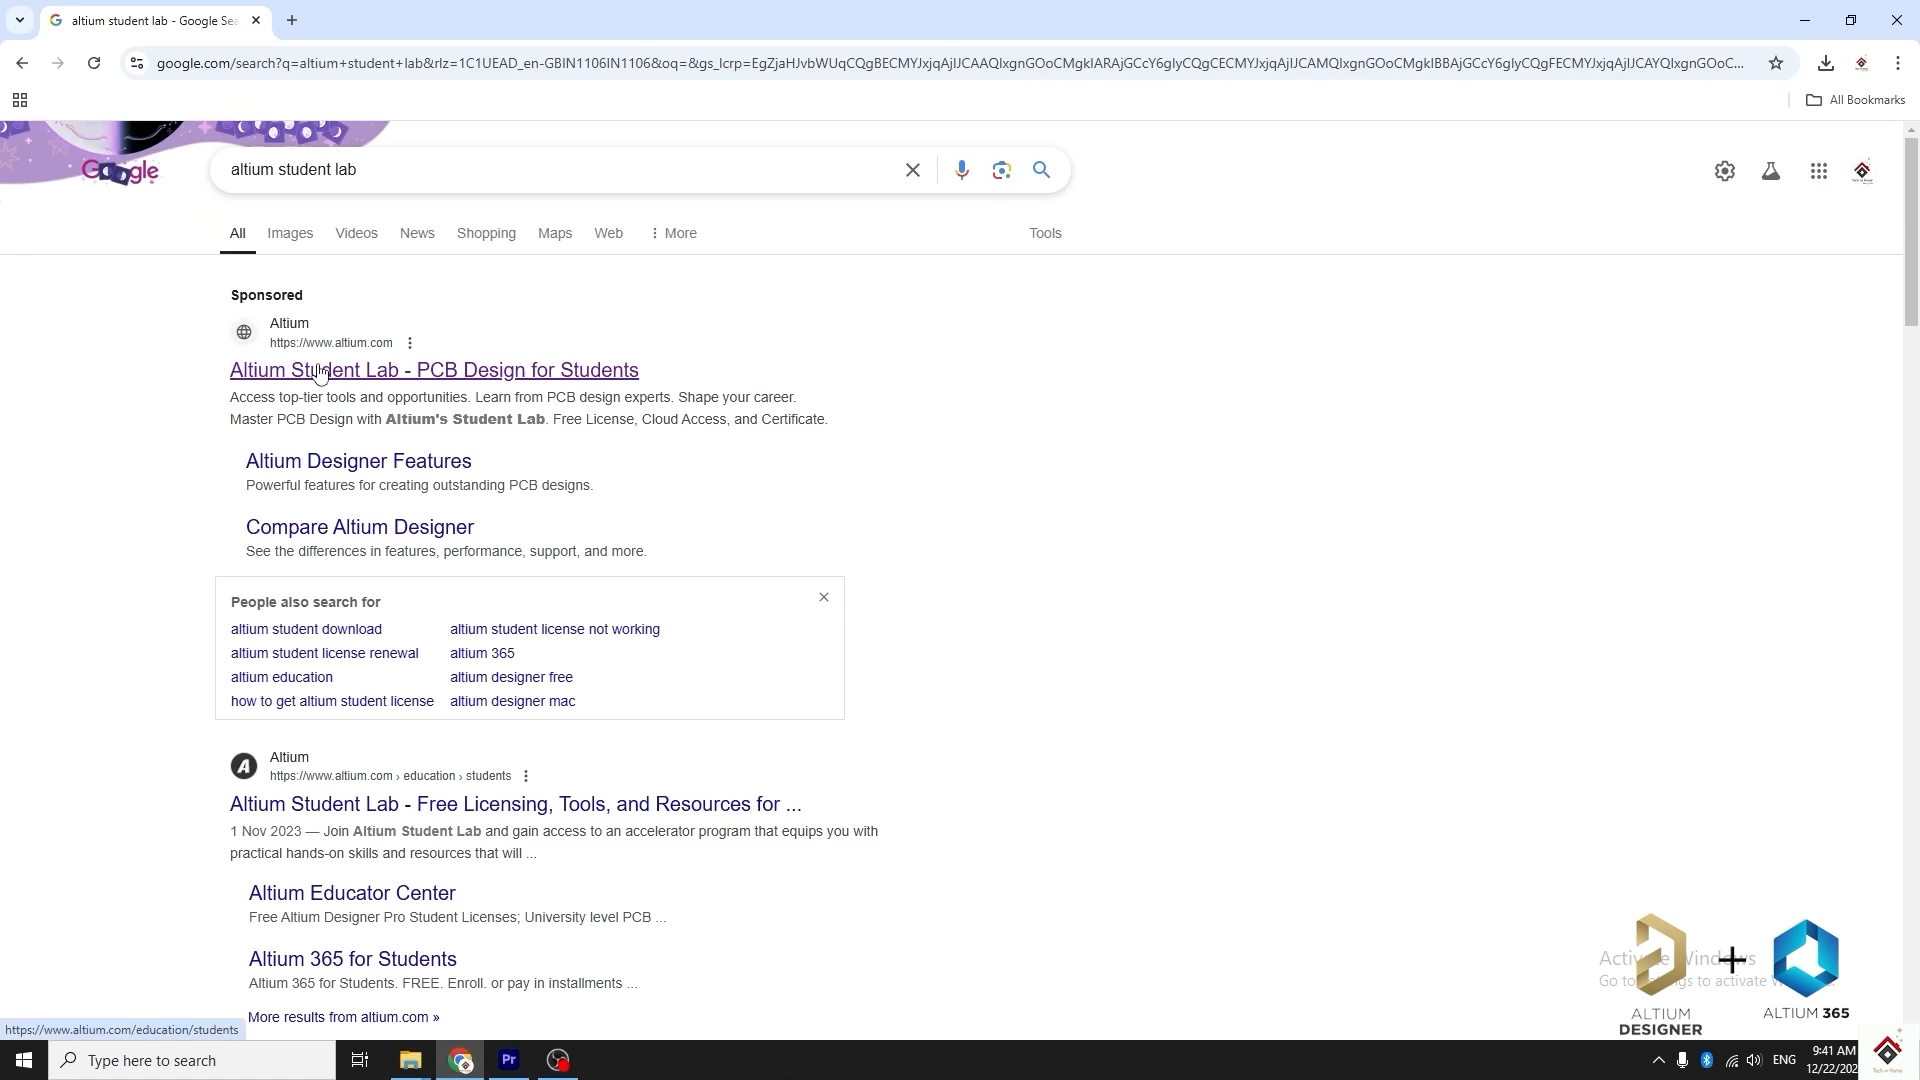 altium student lab - Google Sea
google.com/search?q=altium+student+lab&rlz=1C1UEAD_en-GBIN1106IN1106&oq=&gs_lcrp=EgZjaHJvbWUqCQgBECMYJxjqAjIJCAAQIxgnGOoCMgkIARAjGCcY6gIyCQgCECMYJxjqAjIJCAMQIxgnGOoCMgkIBBAjGCcY6gIyCQgFECMYJxjqAjIJCAYQIxgnGOoC...
All Bookmarks
Google
altium student lab
All Images Videos News Shopping Maps Web More Tools
Sponsored
Altium
https://www.altium.com
Altium Student Lab - PCB Design for Students
Access top-tier tools and opportunities. Learn from PCB design experts. Shape your career.
Master PCB Design with Altium's Student Lab. Free License, Cloud Access, and Certificate.
Altium Designer Features
Powerful features for creating outstanding PCB designs.
Compare Altium Designer
See the differences in features, performance, support, and more.
People also search for
altium student download altium student license not working
altium student license renewal altium 365
altium education altium designer free
how to get altium student license altium designer mac
Altium
https://www.altium.com › education › students
Altium Student Lab - Free Licensing, Tools, and Resources for ...
1 Nov 2023 — Join Altium Student Lab and gain access to an accelerator program that equips you with
practical hands-on skills and resources that will ...
Altium Educator Center
Free Altium Designer Pro Student Licenses; University level PCB ...
Altium 365 for Students
Altium 365 for Students. FREE. Enroll. or pay in installments ...
More results from altium.com »
ALTIUM
DESIGNER
+
ALTIUM 365
https://www.altium.com/education/students
Type here to search
Pr
ENG
9:41 AM
12/22/202